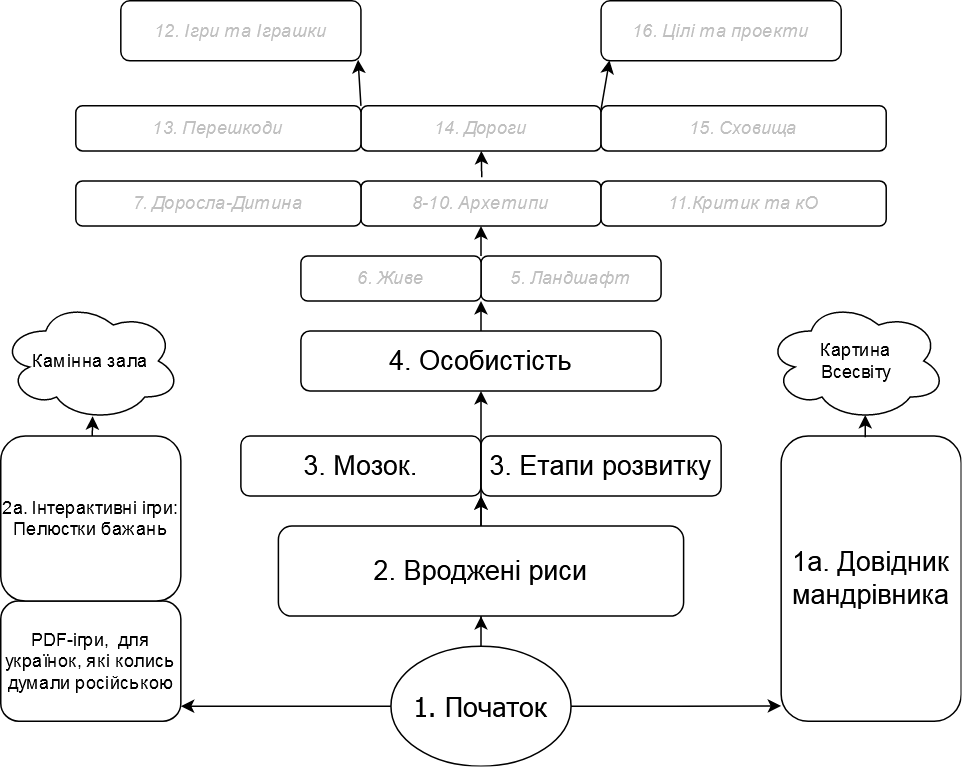 12. Ігри та Іграшки
16. Цілі та проекти
13. Перешкоди
14. Дороги
15. Сховища
7. Доросла-Дитина
8-10. Архетипи
11.Критик та кО
6. Живе
5. Ландшафт
Камінна зала
4. Особистість
Картина
Всесвіту
3. Мозок.
3. Етапи розвитку
2а. Інтерактивні ігри:
Пелюстки бажань
2. Вроджені риси
1а. Довідник
мандрівника
PDF-ігри, для
українок, які колись
думали російською
1. Початок